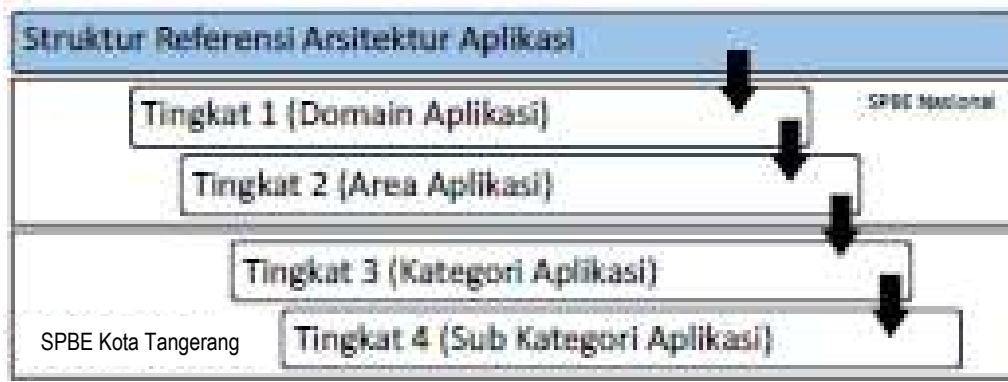 Struktur Referensi Arsitektur Aplikasi
Tingkat 1 (Domain Aplikasi)
SPBE Nasional
Tingkat 2 (Area Aplikasi)
Tingkat 3 (Kategori Aplikasi)
SPBE Kota Tangerang
Tingkat 4 (Sub Kategori Aplikasi)